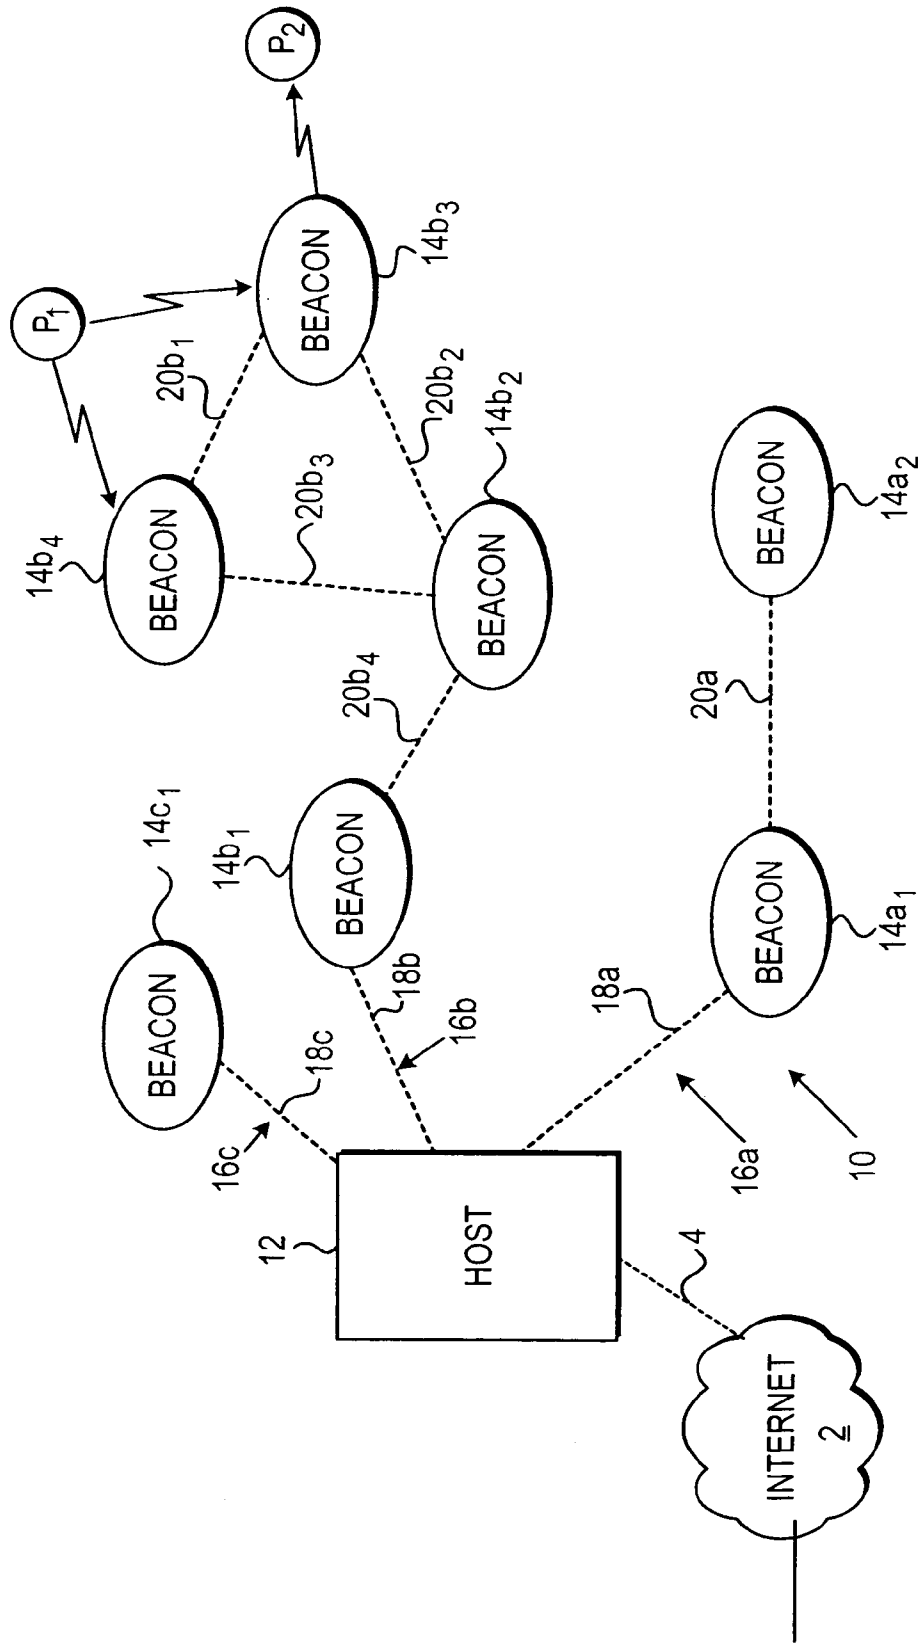 P1
P2
BEACON
14b4
20b1
BEACON
14b3
20b3
20b2
14b2
BEACON
20b4
14c1
BEACON
14b1
BEACON
18c
16c
18b
16b
BEACON
14a2
20a
BEACON
14a1
18a
16a
10
12
HOST
4
INTERNET
2